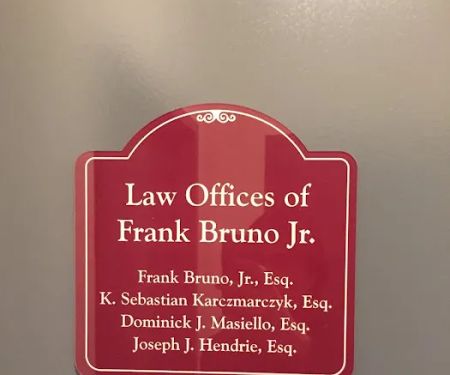 Law Offices of
Frank Bruno Jr.
Frank Bruno, Jr., Esq.
K. Sebastian Karczmarczyk, Esq.
Dominick J. Masiello, Esq.
Joseph J. Hendrie, Esq.